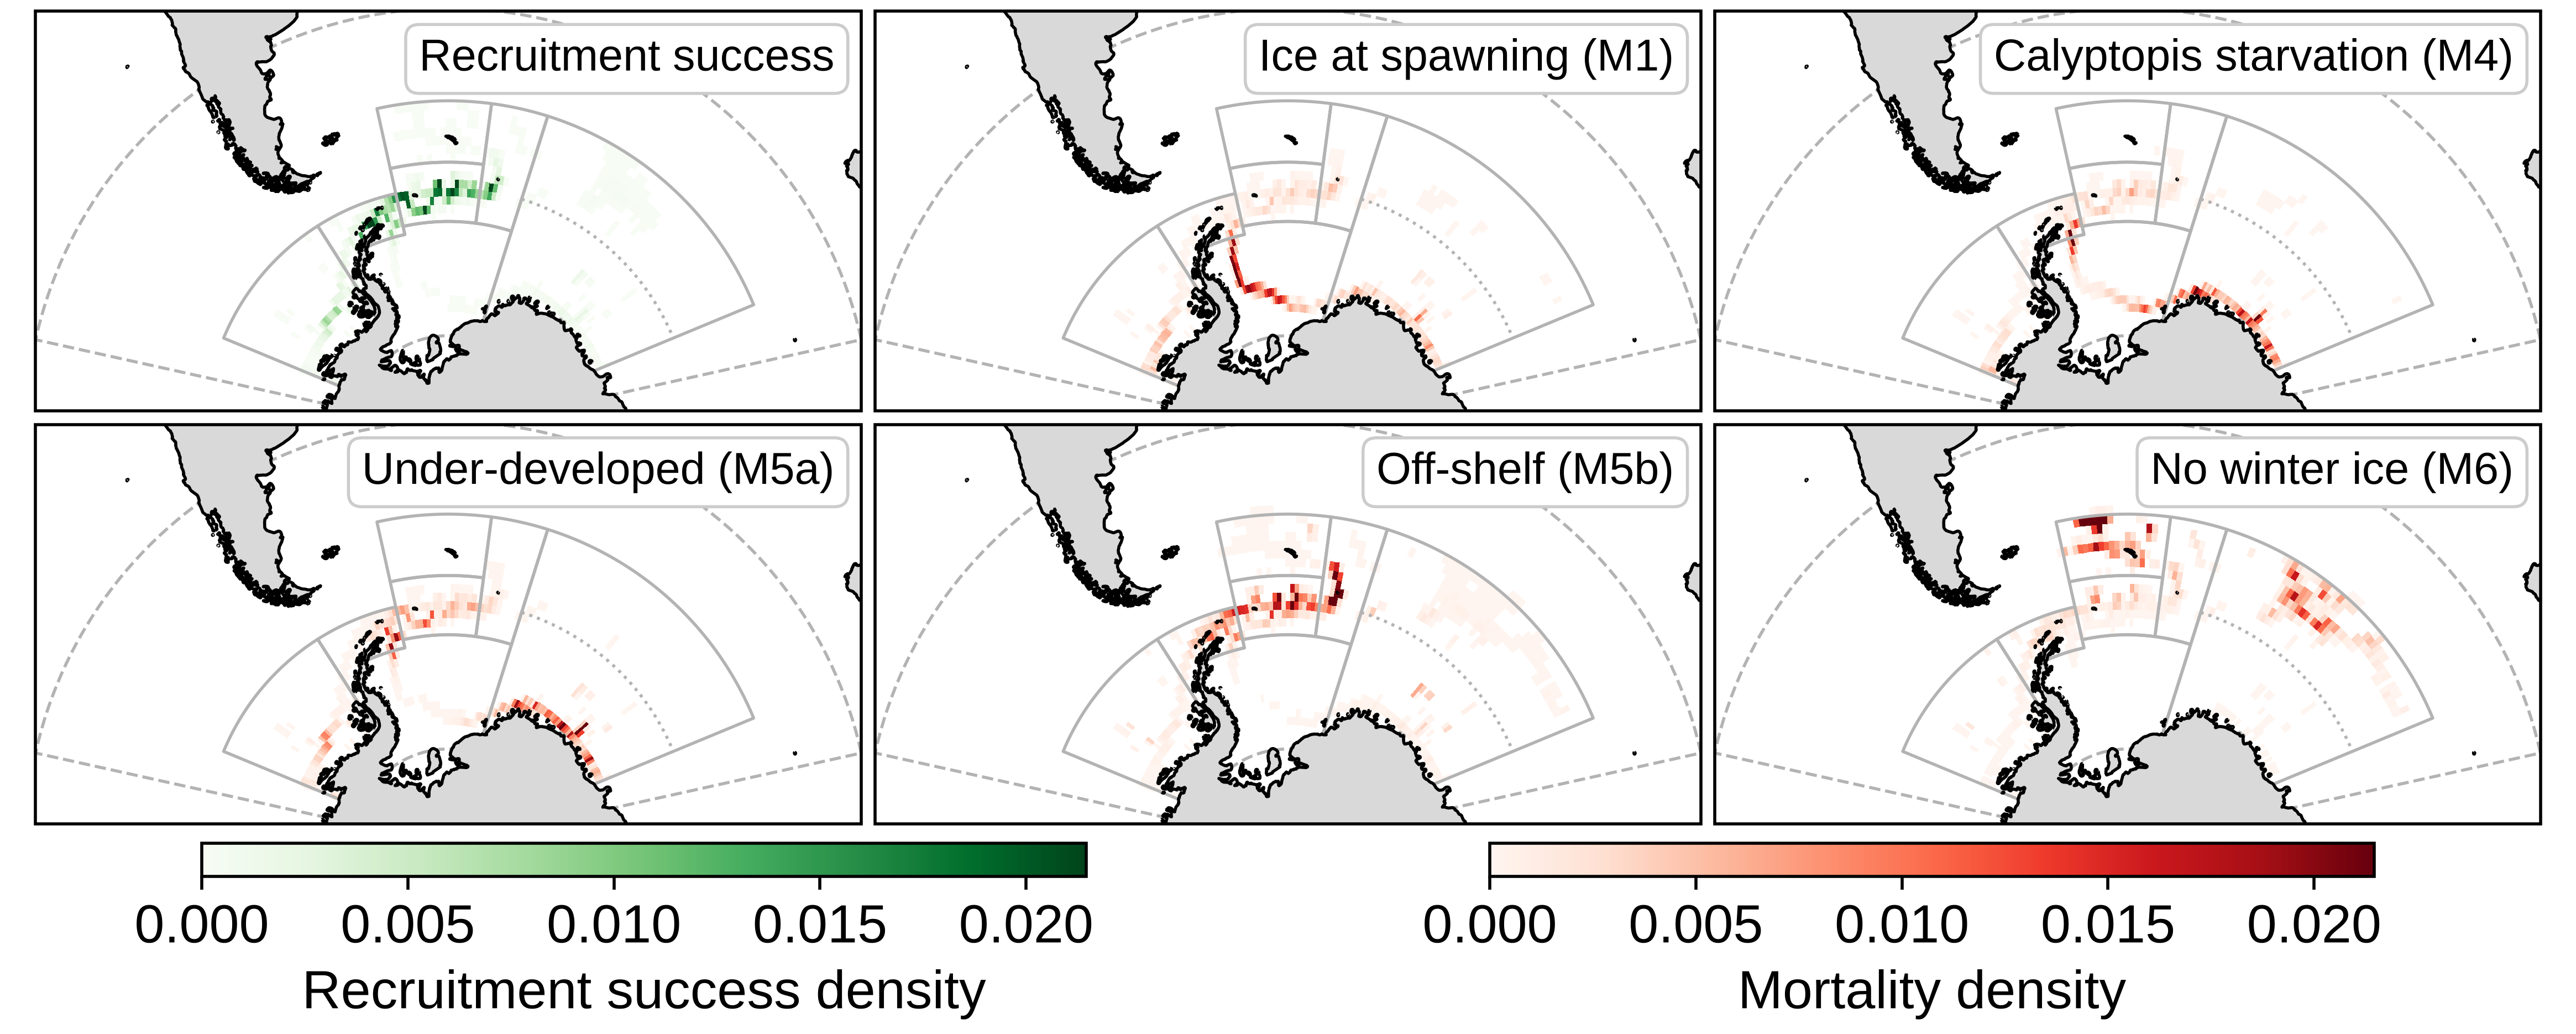 Recruitment success
Ice at spawning (M1)
Calyptopis starvation (M4)
Under-developed (M5a)
Off-shelf (M5b)
No winter ice (M6)
0.000 0.005 0.010 0.015 0.020
Recruitment success density
0.000 0.005 0.010 0.015 0.020
Mortality density